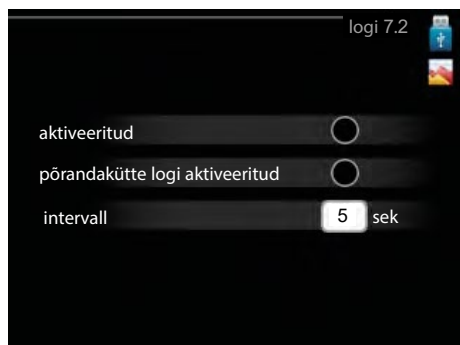 logi 7.2
aktiveeritud
põrandakütte logi aktiveeritud
intervall 5 sek